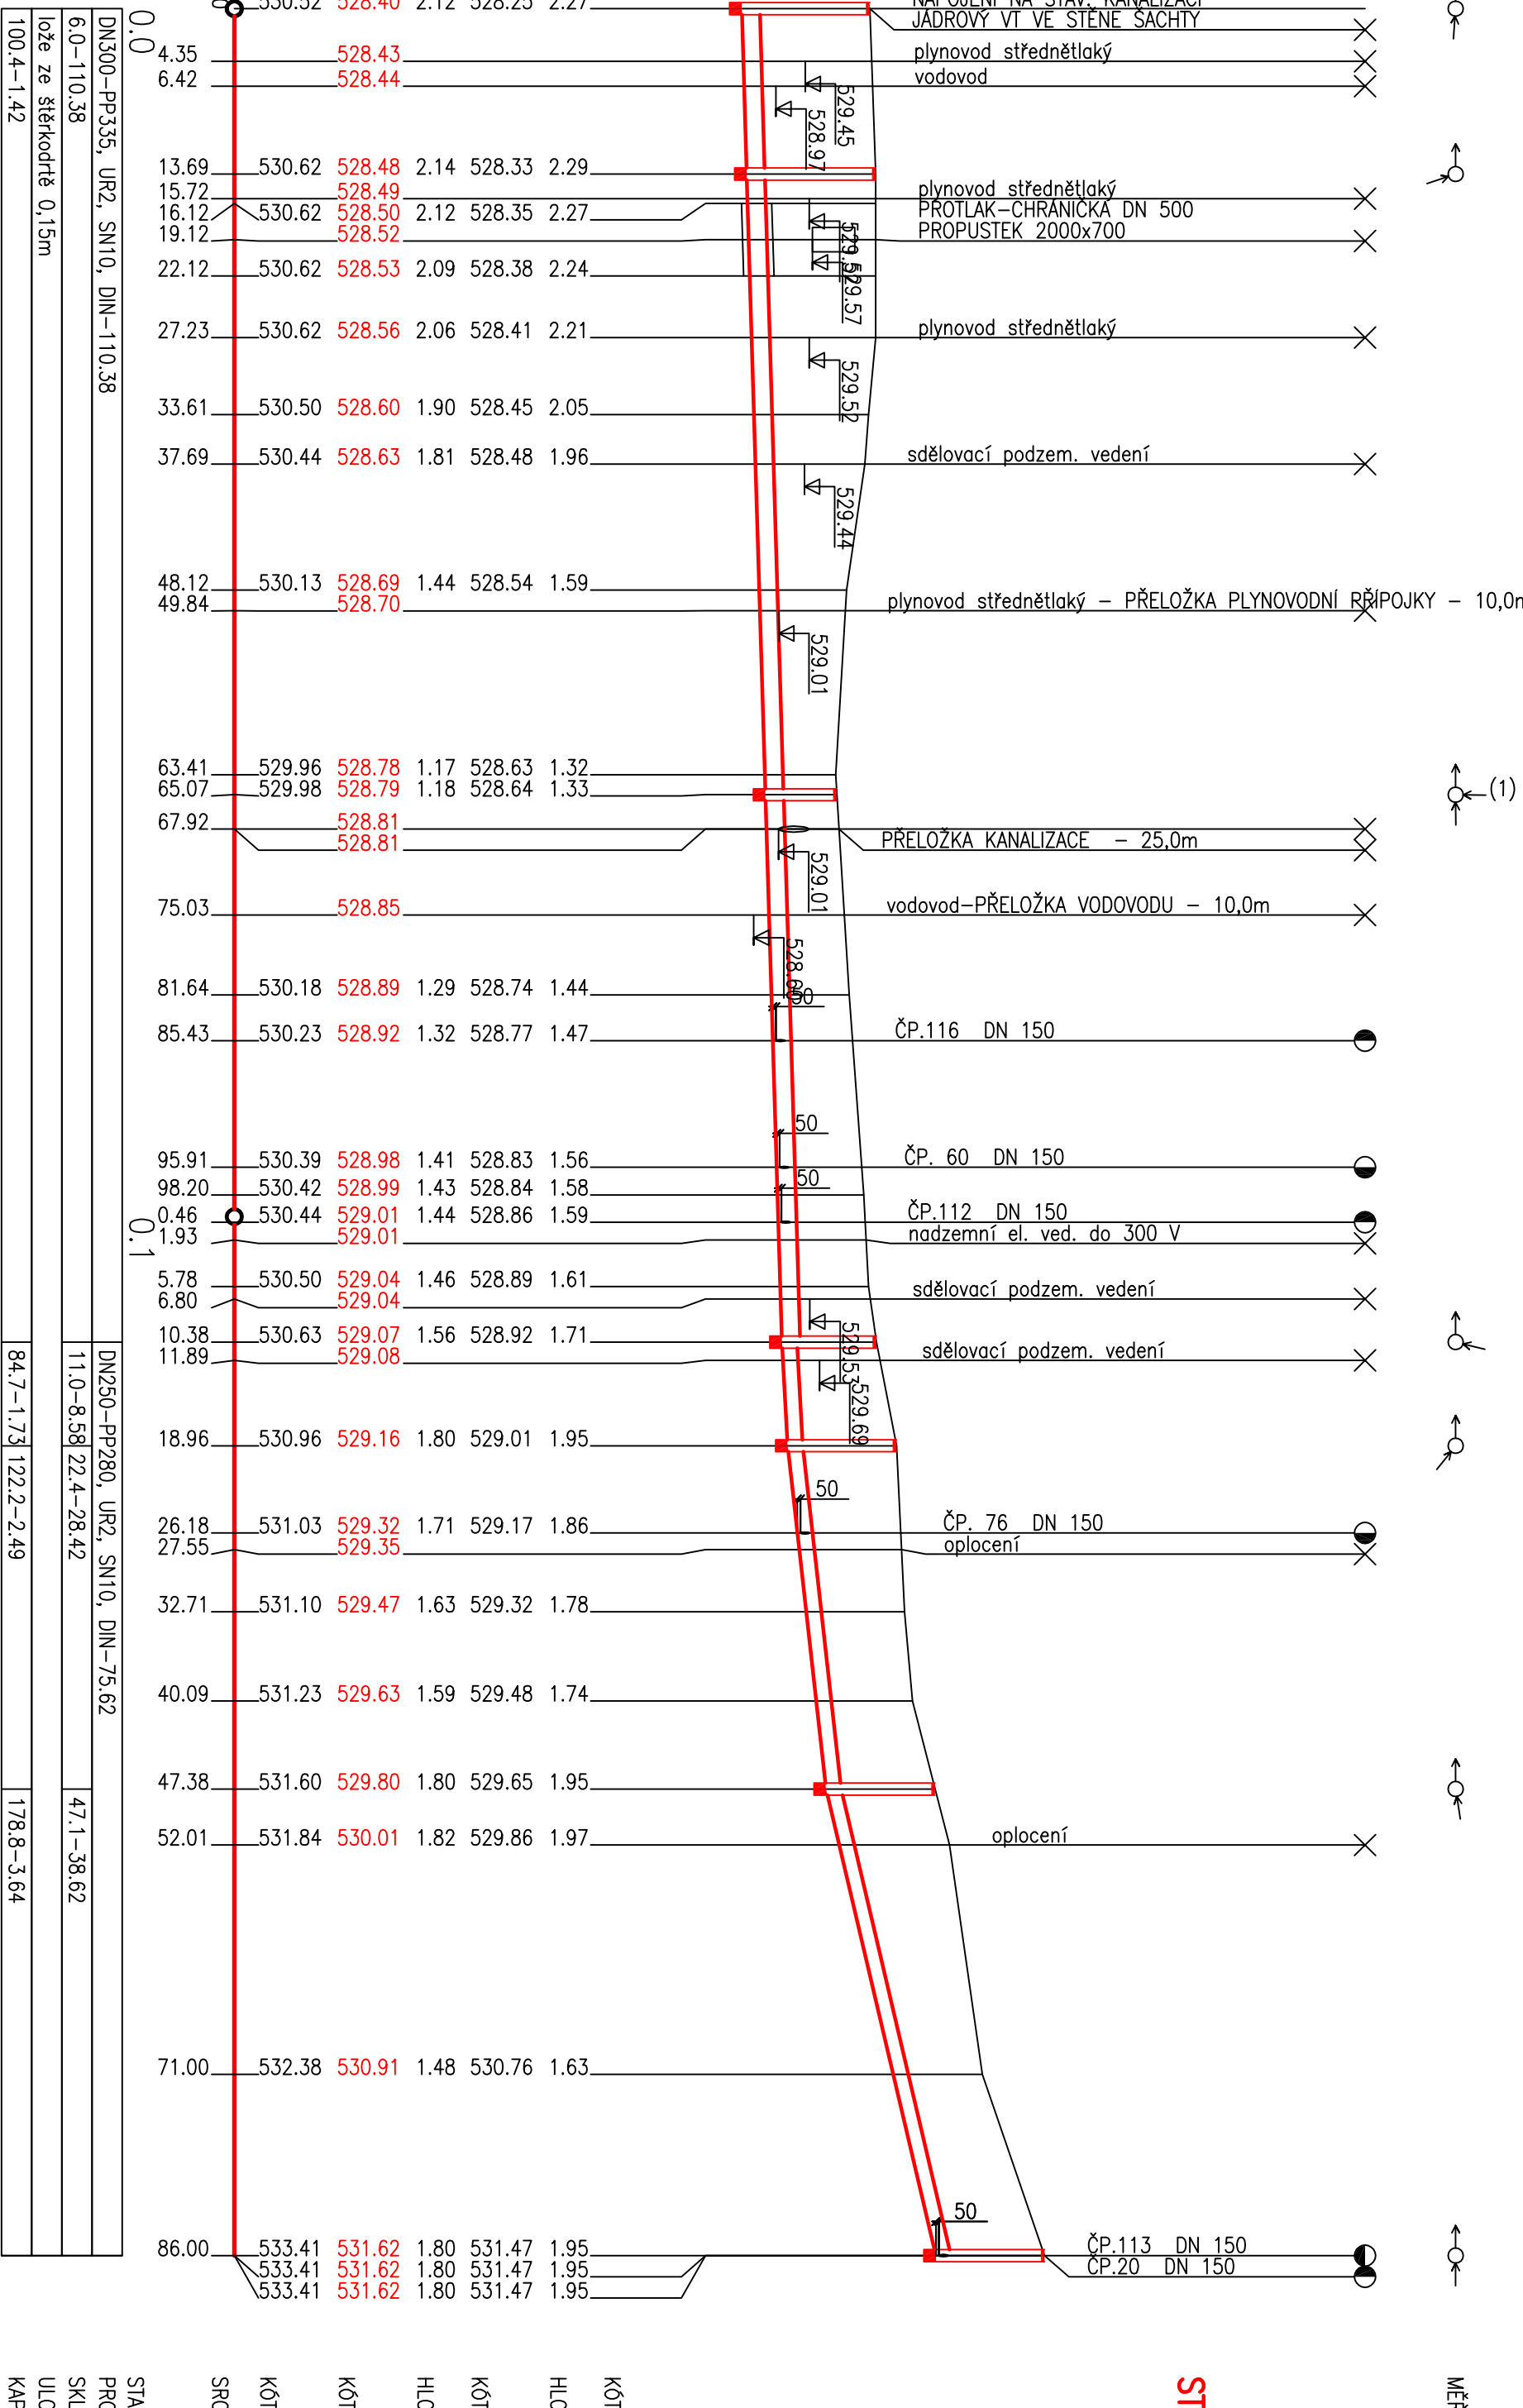 530.52 528.40 2.12 528.25 2.27
NAPOJENÍ NA STÁV. KANALIZACI
JÁDROVÝ VT VE STĚNĚ ŠACHTY
4.35 528.43 plynovod střednětlaký
6.42 528.44 vodovod
529.45
528.97
13.69 530.62 528.48 2.14 528.33 2.29
15.72 528.49 plynovod střednětlaký
16.12 530.62 528.50 2.12 528.35 2.27 PROTLAK-CHRÁNIČKA DN 500
19.12 528.52 PROPUSTEK 2000x700
529.57
22.12 530.62 528.53 2.09 528.38 2.24
27.23 530.62 528.56 2.06 528.41 2.21 plynovod střednětlaký
529.52
33.61 530.50 528.60 1.90 528.45 2.05
37.69 530.44 528.63 1.81 528.48 1.96 sdělovací podzem. vedení
529.44
48.12 530.13 528.69 1.44 528.54 1.59
49.84 528.70 plynovod střednětlaký – PŘELOŽKA PLYNOVODNÍ PŘÍPOJKY – 10,0m
529.01
63.41 529.96 528.78 1.17 528.63 1.32
65.07 529.98 528.79 1.18 528.64 1.33 (1)
67.92 528.81
528.81 PŘELOŽKA KANALIZACE – 25,0m
529.01
75.03 528.85 vodovod-PŘELOŽKA VODOVODU – 10,0m
81.64 530.18 528.89 1.29 528.74 1.44
50
85.43 530.23 528.92 1.32 528.77 1.47 ČP.116 DN 150
50
95.91 530.39 528.98 1.41 528.83 1.56 ČP. 60 DN 150
98.20 530.42 528.99 1.43 528.84 1.58
50
0.46 530.44 529.01 1.44 528.86 1.59 ČP.112 DN 150
1.93 529.01 nadzemní el. ved. do 300 V
5.78 530.50 529.04 1.46 528.89 1.61
6.80 529.04 sdělovací podzem. vedení
529.53
10.38 530.63 529.07 1.56 528.92 1.71
11.89 529.08 sdělovací podzem. vedení
529.69
18.96 530.96 529.16 1.80 529.01 1.95
50
26.18 531.03 529.32 1.71 529.17 1.86 ČP. 76 DN 150
27.55 529.35 oplocení
32.71 531.10 529.47 1.63 529.32 1.78
40.09 531.23 529.63 1.59 529.48 1.74
47.38 531.60 529.80 1.80 529.65 1.95
52.01 531.84 530.01 1.82 529.86 1.97 oplocení
71.00 532.38 530.91 1.48 530.76 1.63
50
86.00 533.41 531.62 1.80 531.47 1.95 ČP.113 DN 150
533.41 531.62 1.80 531.47 1.95 ČP.20 DN 150
533.41 531.62 1.80 531.47 1.95
0.0 0.1
DN300-PP335, UR2, SN10, DIN-110.38 DN250-PP280, UR2, SN10, DIN-75.62
6.0-110.38 11.0-8.58 22.4-28.42 47.1-38.62
lože ze štěrkodrtě 0,15m
100.4-1.42 84.7-1.73 122.2-2.49 178.8-3.64